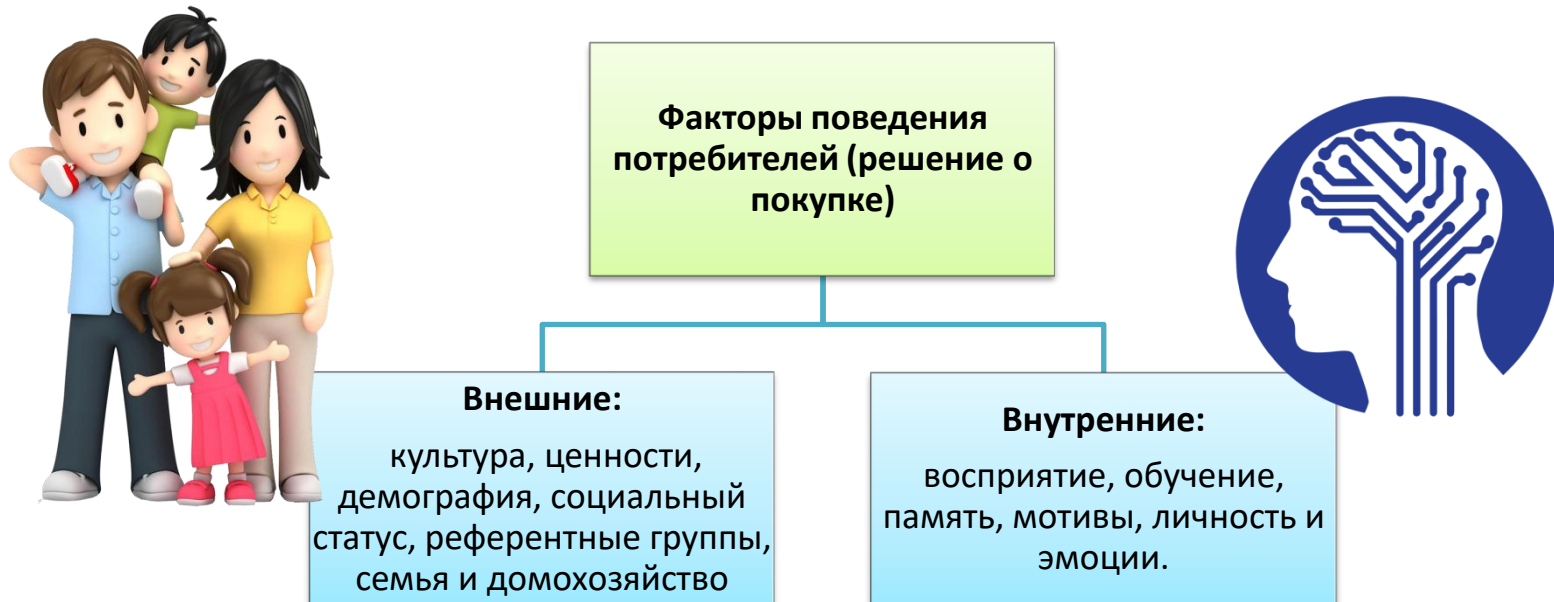 Факторы поведения
потребителей (решение о
покупке)
Внешние:
культура, ценности,
демография, социальный
статус, референтные группы,
семья и домохозяйство
Внутренние:
восприятие, обучение,
память, мотивы, личность и
эмоции.